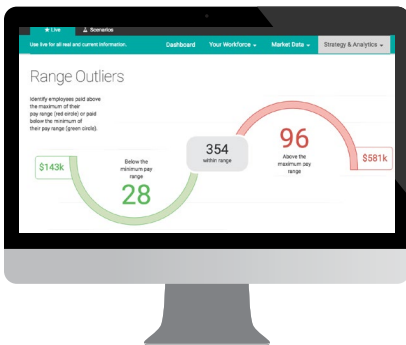 ★ Live
Scenarios
Use live for all real and current information.
Dashboard
Your Workforce
Market Data
Strategy & Analytics
Range Outliers
Identify employees paid above
the maximum of their
pay range (red circle) or paid
below the minimum of
their pay range (green circle).
$143k
Below the
minimum pay
range
28
354
within range
96
Above the
maximum pay
range
$581k